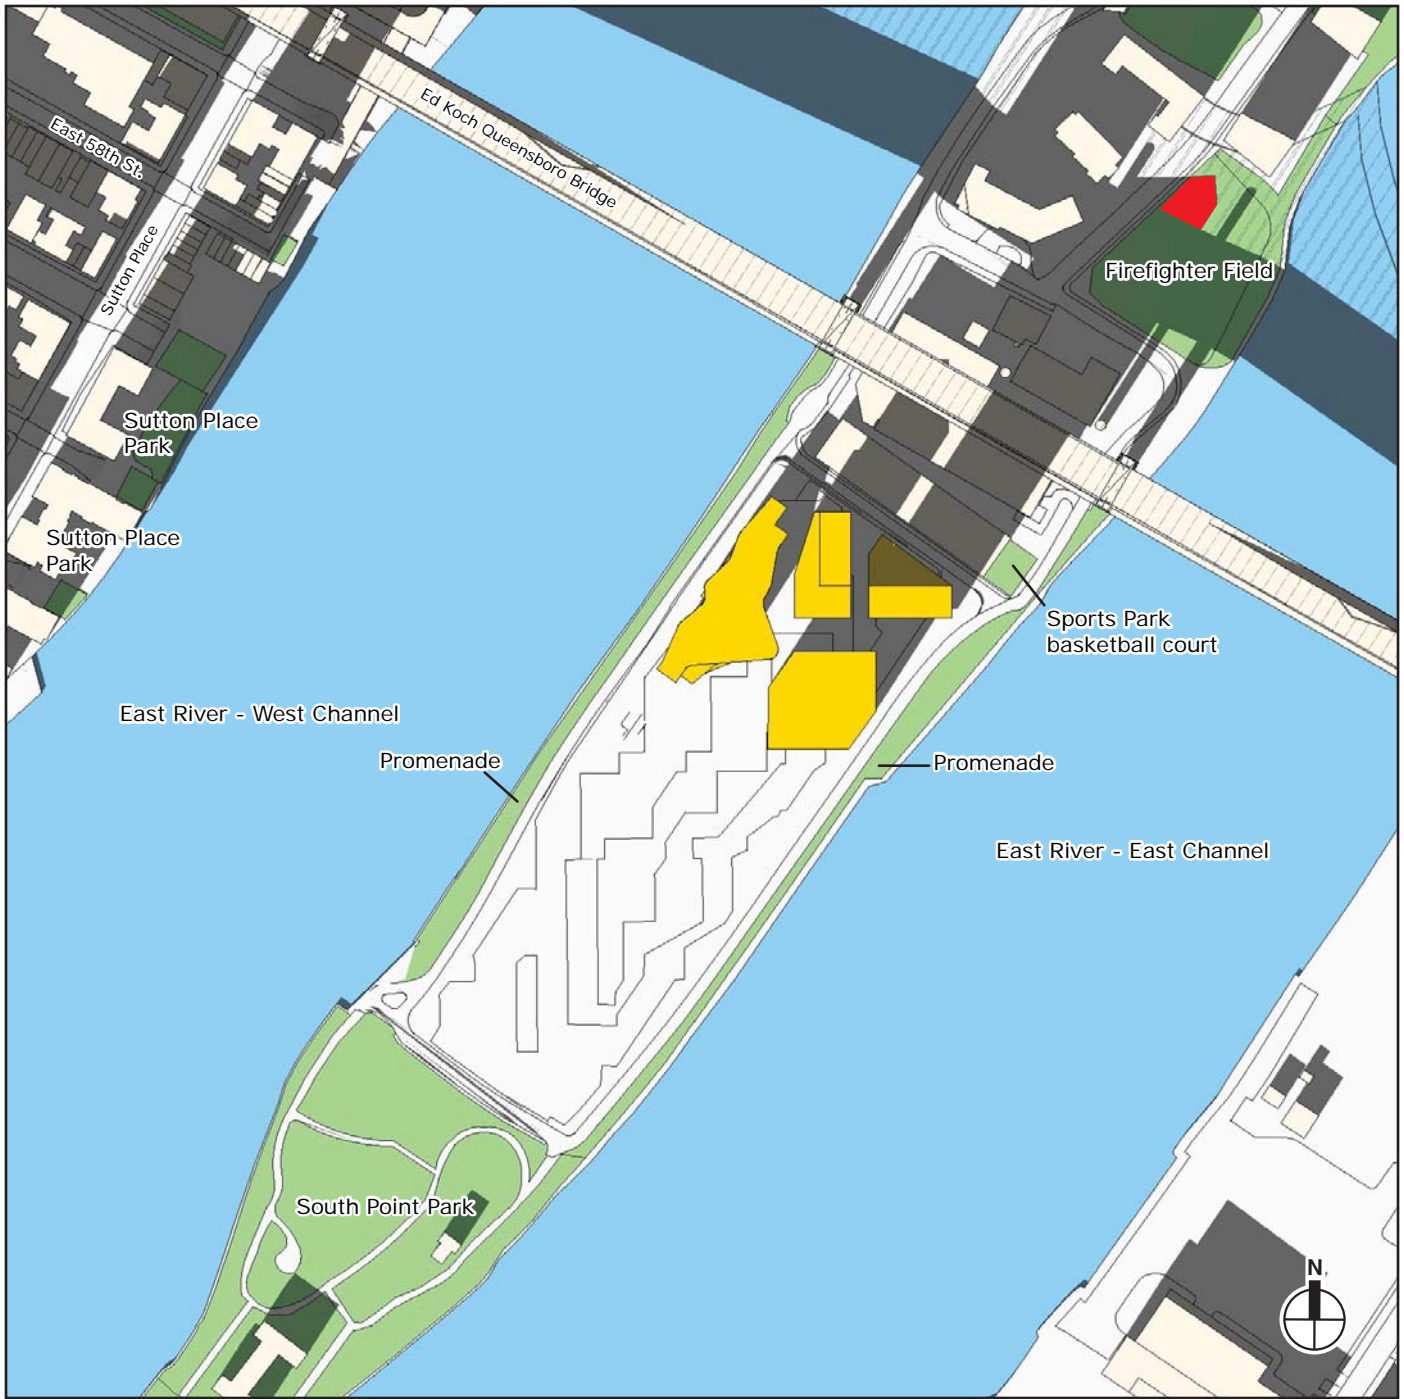 Ed Koch Queensboro Bridge
East 58th St.
Sutton Place
Firefighter Field
Sutton Place
Park
Sutton Place
Park
Sports Park
basketball court
East River - West Channel
Promenade
Promenade
East River - East Channel
South Point Park
N